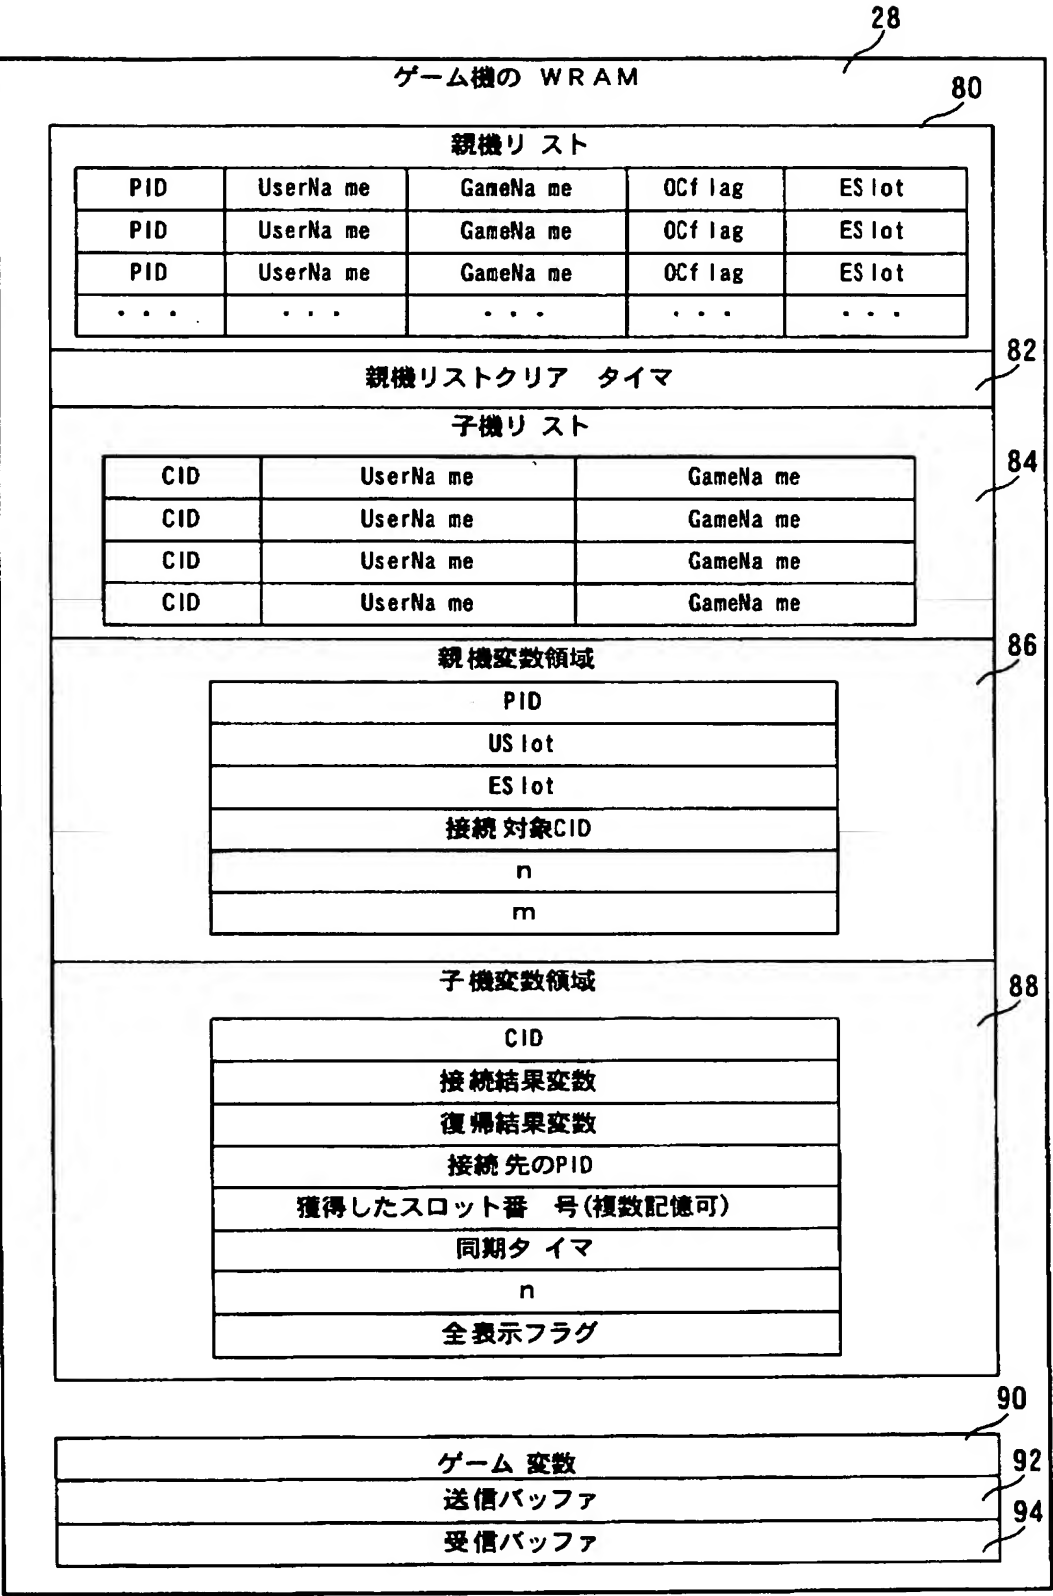 28
ゲーム機の WRAM
80
親機リスト
PID UserName GameName OCflag ESlot
PID UserName GameName OCflag ESlot
PID UserName GameName OCflag ESlot
・・・ ・・・ ・・・ ・・・ ・・・
82
親機リストクリア タイマ
子機リスト
84
CID UserName GameName
CID UserName GameName
CID UserName GameName
CID UserName GameName
86
親機変数領域
PID
USlot
ESlot
接続対象CID
n
m
子機変数領域
88
CID
接続結果変数
復帰結果変数
接続先のPID
獲得したスロット番 号(複数記憶可)
同期タイマ
n
全表示フラグ
90
ゲーム変数
92
送信バッファ
94
受信バッファ